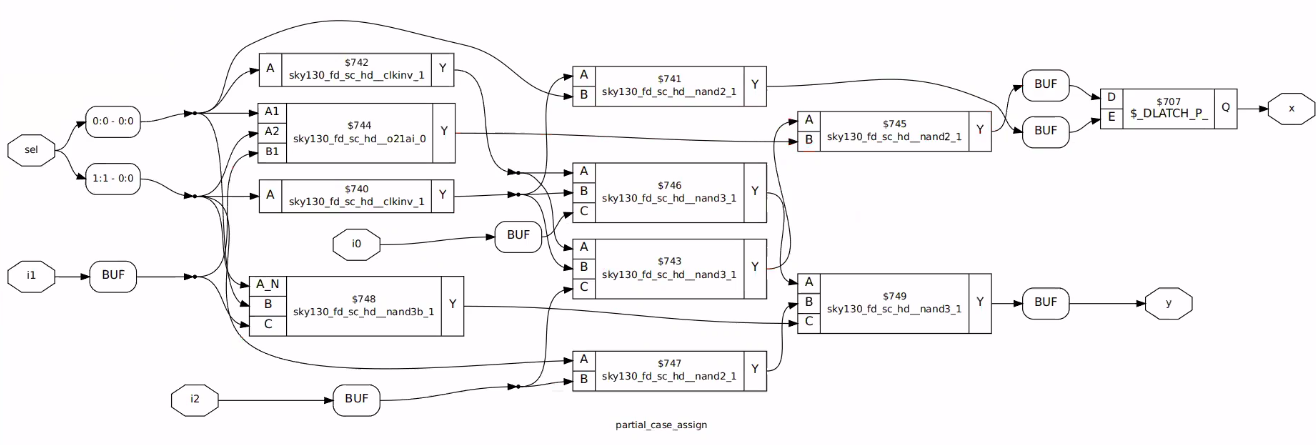 sel
0:0 - 0:0
1:1 - 0:0
i1
BUF
i2
BUF
i0
BUF
A
$742
sky130_fd_sc_hd__clkinv_1
Y
A1
A2
B1
$744
sky130_fd_sc_hd__o21ai_0
Y
A
$740
sky130_fd_sc_hd__clkinv_1
Y
A_N
B
C
$748
sky130_fd_sc_hd__nand3b_1
Y
A
B
$741
sky130_fd_sc_hd__nand2_1
Y
A
B
C
$746
sky130_fd_sc_hd__nand3_1
Y
A
B
C
$743
sky130_fd_sc_hd__nand3_1
Y
A
B
$747
sky130_fd_sc_hd__nand2_1
Y
A
B
$745
sky130_fd_sc_hd__nand2_1
Y
A
B
C
$749
sky130_fd_sc_hd__nand3_1
Y
BUF
BUF
BUF
D
E
$707
$_DLATCH_P_
Q
x
y
partial_case_assign